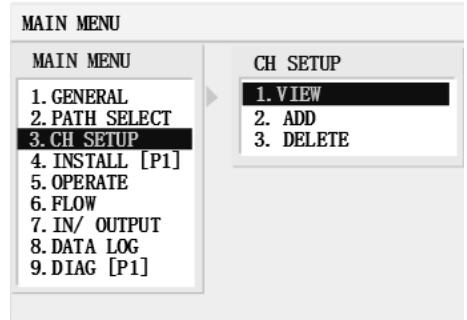 MAIN MENU
MAIN MENU
1. GENERAL
2. PATH SELECT
3. CH SETUP
4. INSTALL [P1]
5. OPERATE
6. FLOW
7. IN/ OUTPUT
8. DATA LOG
9. DIAG [P1]
CH SETUP
1. VIEW
2. ADD
3. DELETE